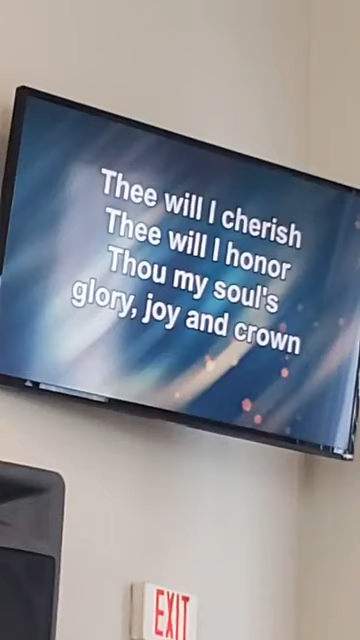 Thee will I cherish
Thee will I honor
Thou my soul's
glory, joy and crown
EXIT